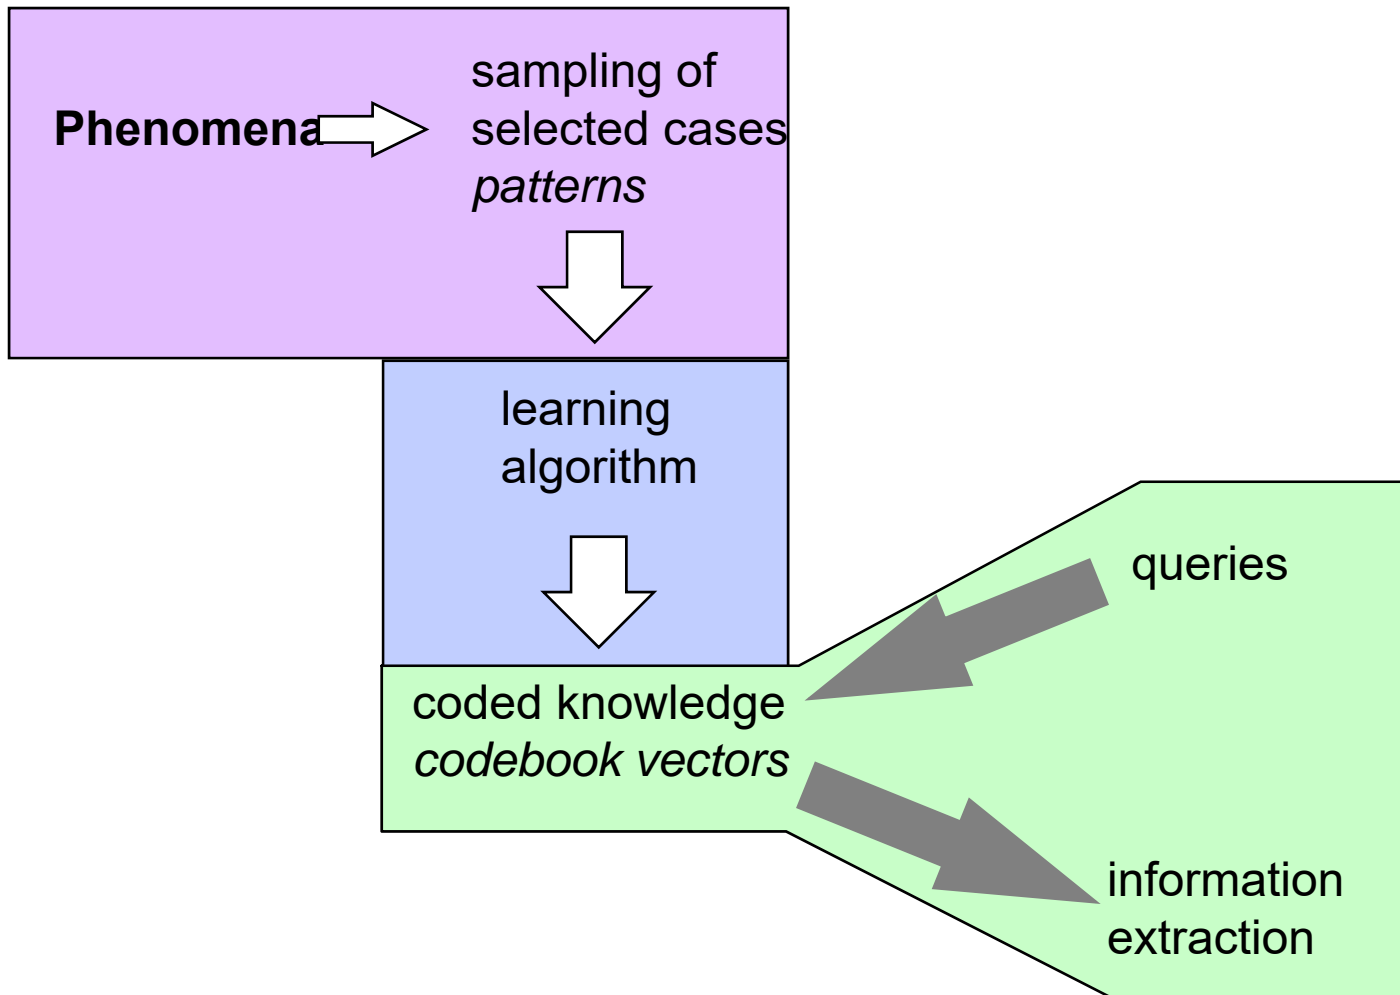 Phenomena
sampling of
selected cases
patterns
learning
algorithm
queries
coded knowledge
codebook vectors
information
extraction